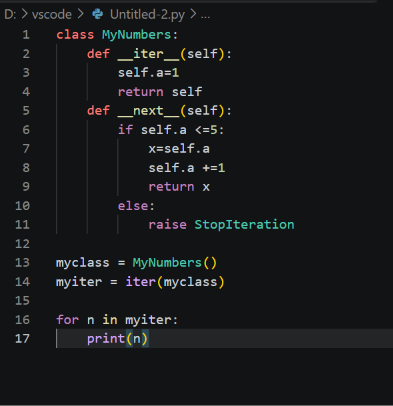 D: > vscode > Untitled-2.py > ...
1 class MyNumbers:
2     def __iter__(self):
3         self.a=1
4         return self
5     def __next__(self):
6         if self.a <=5:
7             x=self.a
8             self.a +=1
9             return x
10         else:
11             raise StopIteration
12
13 myclass = MyNumbers()
14 myiter = iter(myclass)
15
16 for n in myiter:
17     print(n)